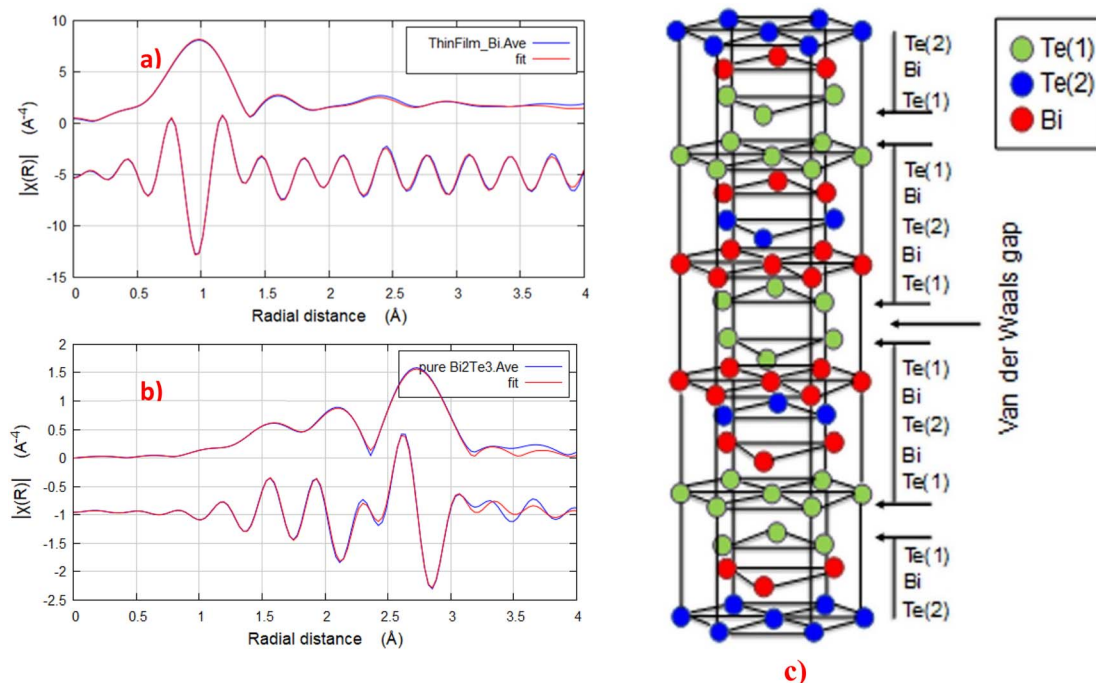 a)
ThinFilm_Bi.Ave
fit
10
5
0
-5
-10
-15
|χ(R)| (A⁻⁴)
0 0.5 1 1.5 2 2.5 3 3.5 4
Radial distance (Å)
b)
pure Bi2Te3.Ave
fit
2
1.5
1
0.5
0
-0.5
-1
-1.5
-2
-2.5
|χ(R)| (A⁻⁴)
0 0.5 1 1.5 2 2.5 3 3.5 4
Radial distance (Å)
Te(2)
Bi
Te(1)
Te(1)
Bi
Te(2)
Bi
Te(1)
Te(1)
Bi
Te(2)
Bi
Te(1)
Te(1)
Bi
Te(2)
Van der Waals gap
Te(1)
Te(2)
Bi
c)